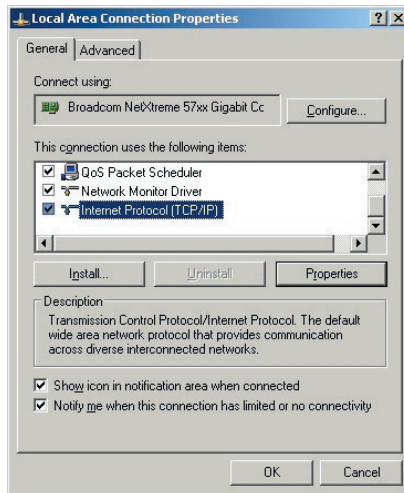 Local Area Connection Properties
General
Advanced
Connect using:
Broadcom NetXtreme 57xx Gigabit Cc
Configure...
This connection uses the following items:
QoS Packet Scheduler
Network Monitor Driver
Internet Protocol (TCP/IP)
Install...
Uninstall
Properties
Description
Transmission Control Protocol/Internet Protocol. The default
wide area network protocol that provides communication
across diverse interconnected networks.
Show icon in notification area when connected
Notify me when this connection has limited or no connectivity
OK
Cancel